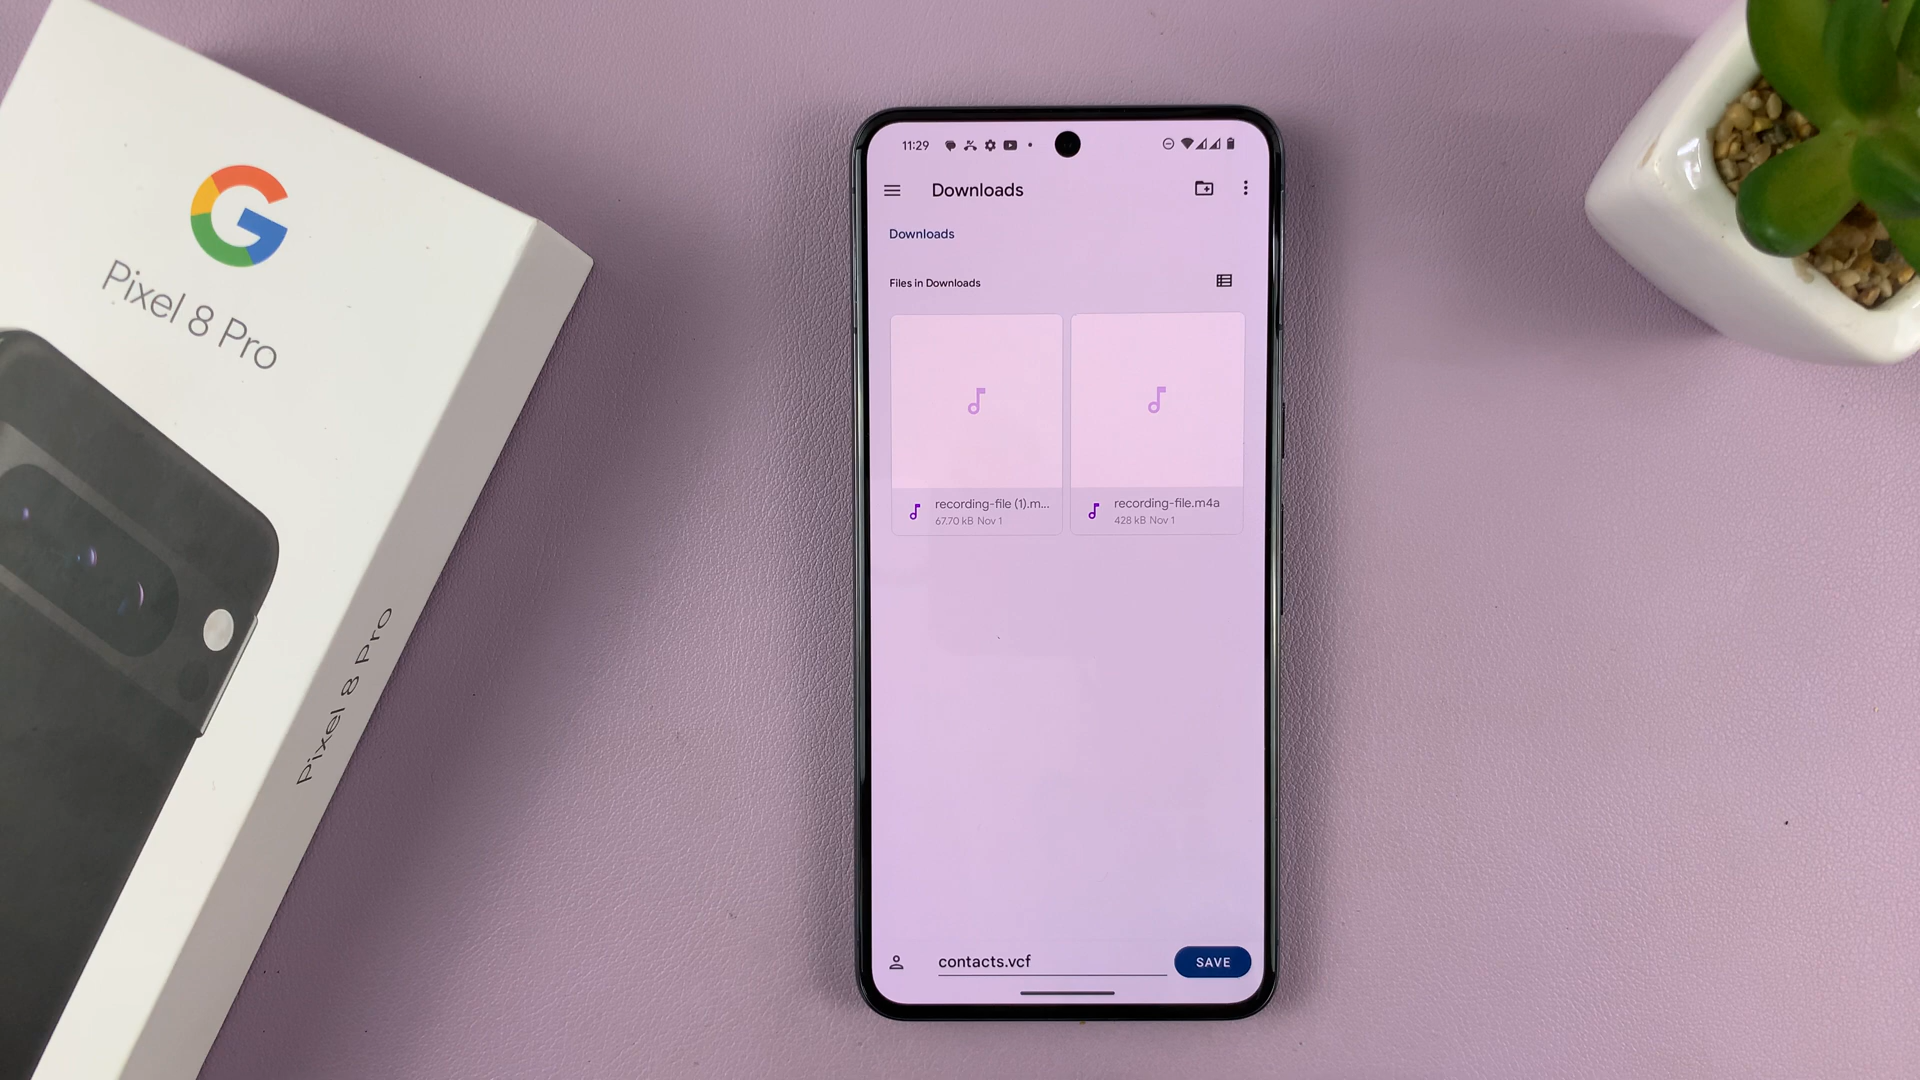 Pixel 8 Pro
Pixel 8 Pro
11:29
Downloads
Downloads
Files in Downloads
recording-file (1).m...
67.70 kB Nov 1
recording-file.m4a
428 kB Nov 1
contacts.vcf
SAVE